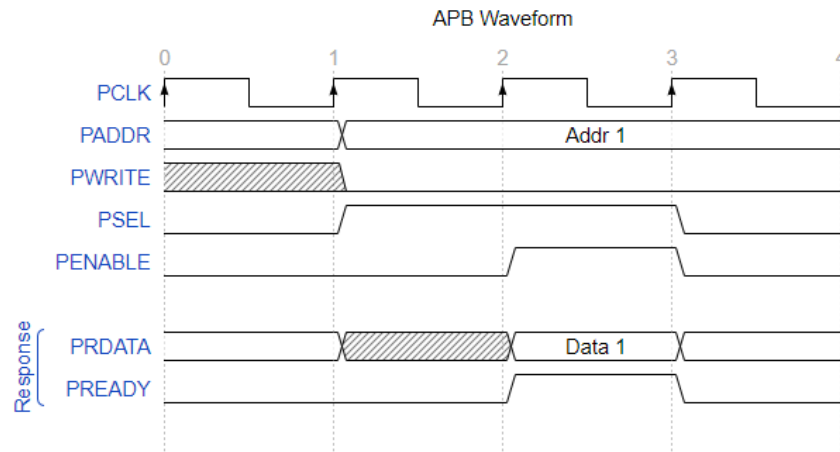 APB Waveform
0 1 2 3 4
PCLK
PADDR Addr 1
PWRITE
PSEL
PENABLE
Response
PRDATA Data 1
PREADY